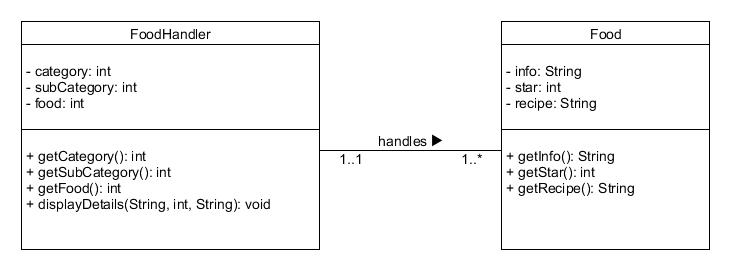 FoodHandler
- category: int
- subCategory: int
- food: int
+ getCategory(): int
+ getSubCategory(): int
+ getFood(): int
+ displayDetails(String, int, String): void
handles ▶
1..1
1..*
Food
- info: String
- star: int
- recipe: String
+ getInfo(): String
+ getStar(): int
+ getRecipe(): String